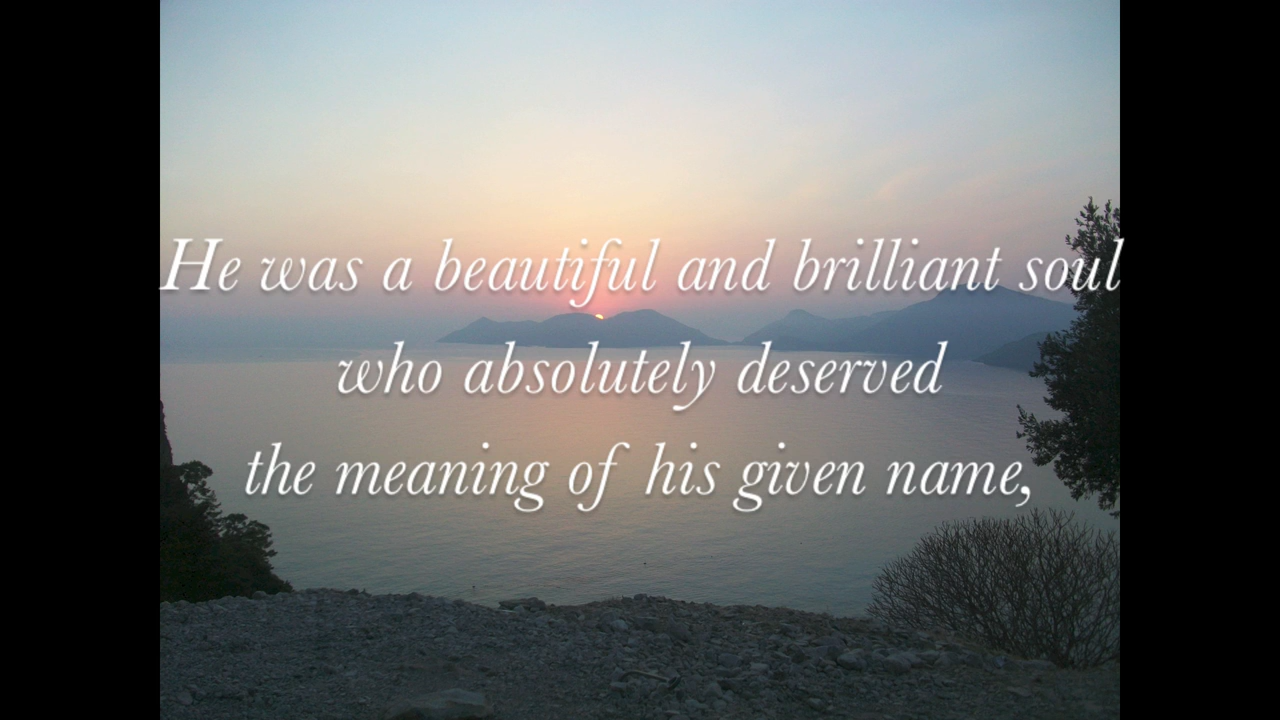 He was a beautiful and brilliant soul
who absolutely deserved
the meaning of his given name,